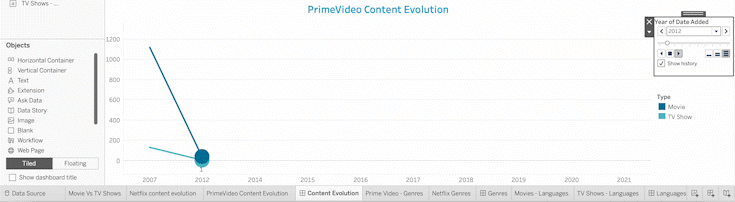 TV Shows - ...
PrimeVideo Content Evolution
Year of Date Added
2012
Show history
Objects
Horizontal Container
Vertical Container
Text
Extension
Ask Data
Data Story
Image
Blank
Workflow
Web Page
Tiled Floating
Show dashboard title
1200
1000
800
600
400
200
0
1
2007 2012 2014 2015 2016 2017 2018 2019 2020 2021
Type
Movie
TV Show
Data Source Movie Vs TV Shows Netflix content evolution PrimeVideo Content Evolution Content Evolution Prime Video - Genres Netflix Genres Genres Movies - Languages TV Shows - Languages Languages